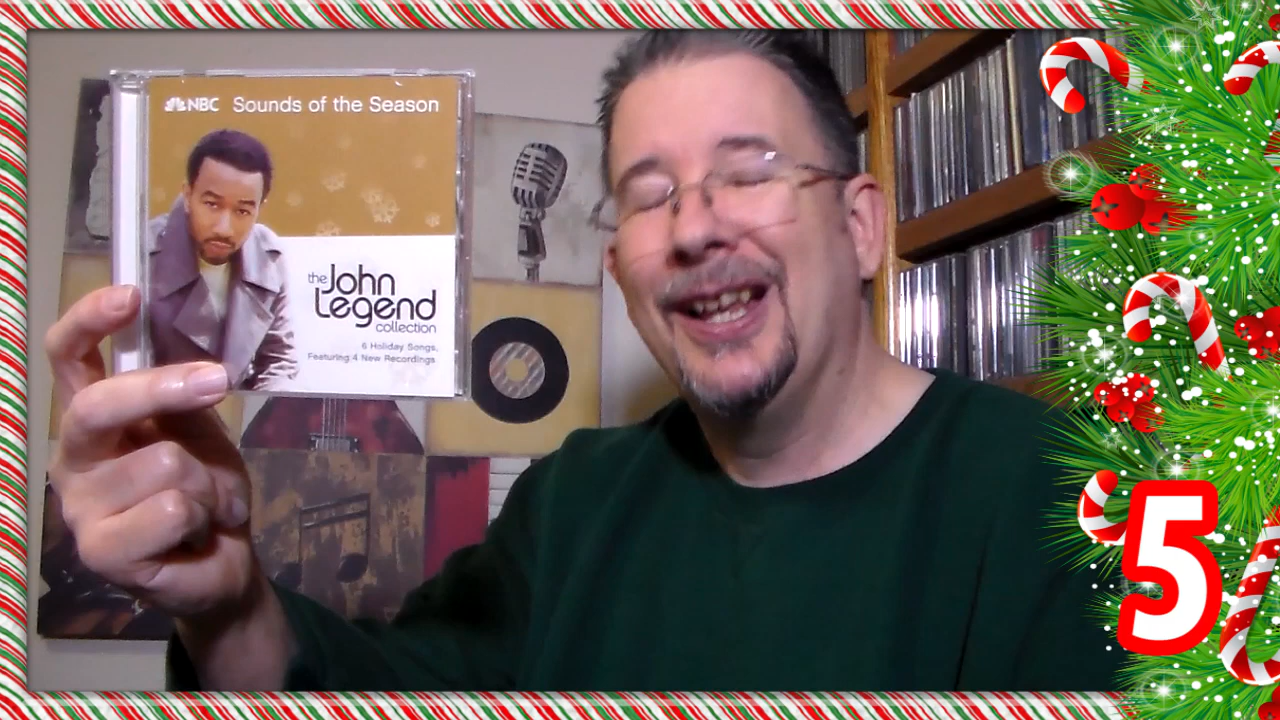 NBC Sounds of the Season
the John
Legend
collection
6 Holiday Songs,
Featuring 4 New Recordings
5